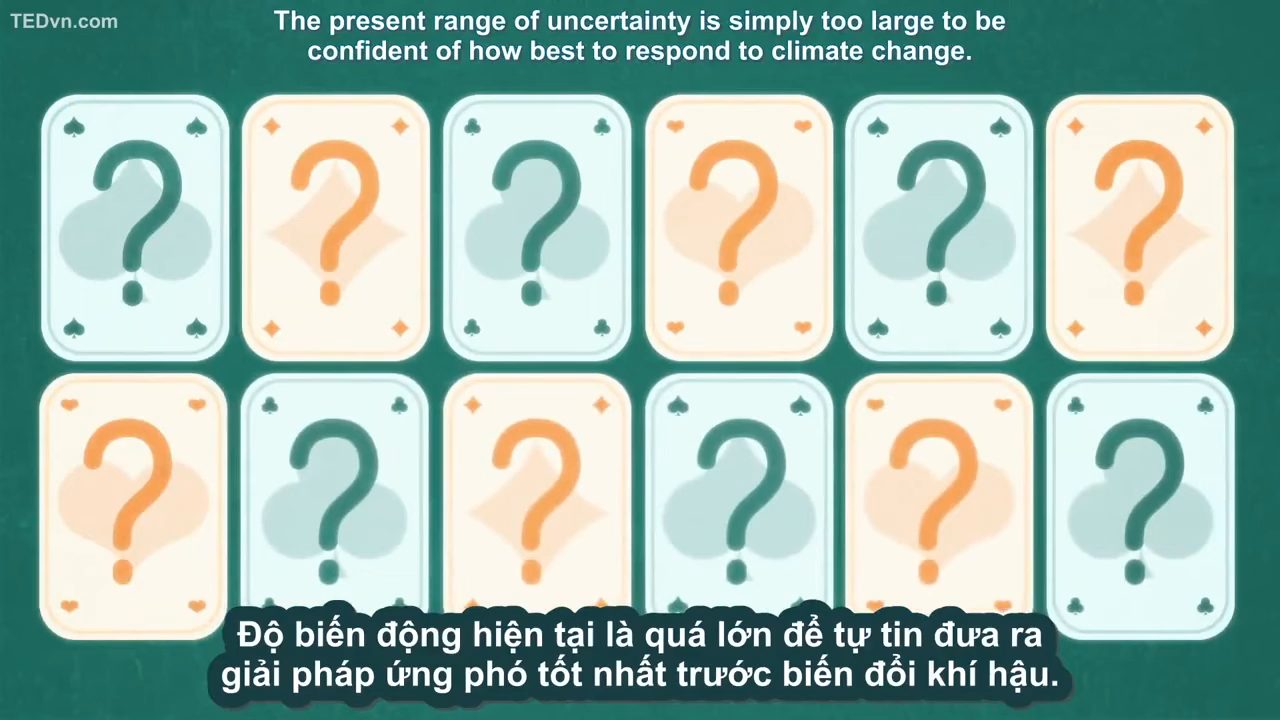 TEDvn.com
The present range of uncertainty is simply too large to be
confident of how best to respond to climate change.
? ? ? ? ? ?
? ? ? ? ? ?
Độ biến động hiện tại là quá lớn để tự tin đưa ra
giải pháp ứng phó tốt nhất trước biến đổi khí hậu.